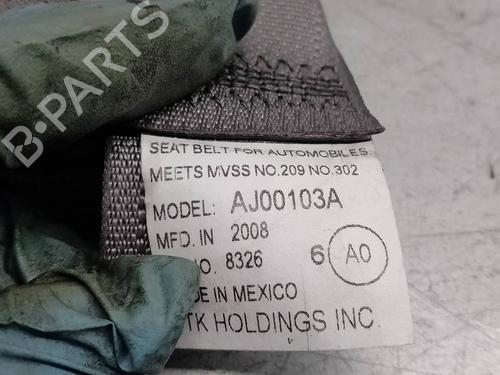 B-PARTS
SEAT BELT FOR AUTOMOBILES.
MEETS MVSS NO.209 NO.302
MODEL: AJ00103A
MFD. IN 2008
NO. 8326 6 A0
IN MEXICO
TK HOLDINGS INC.